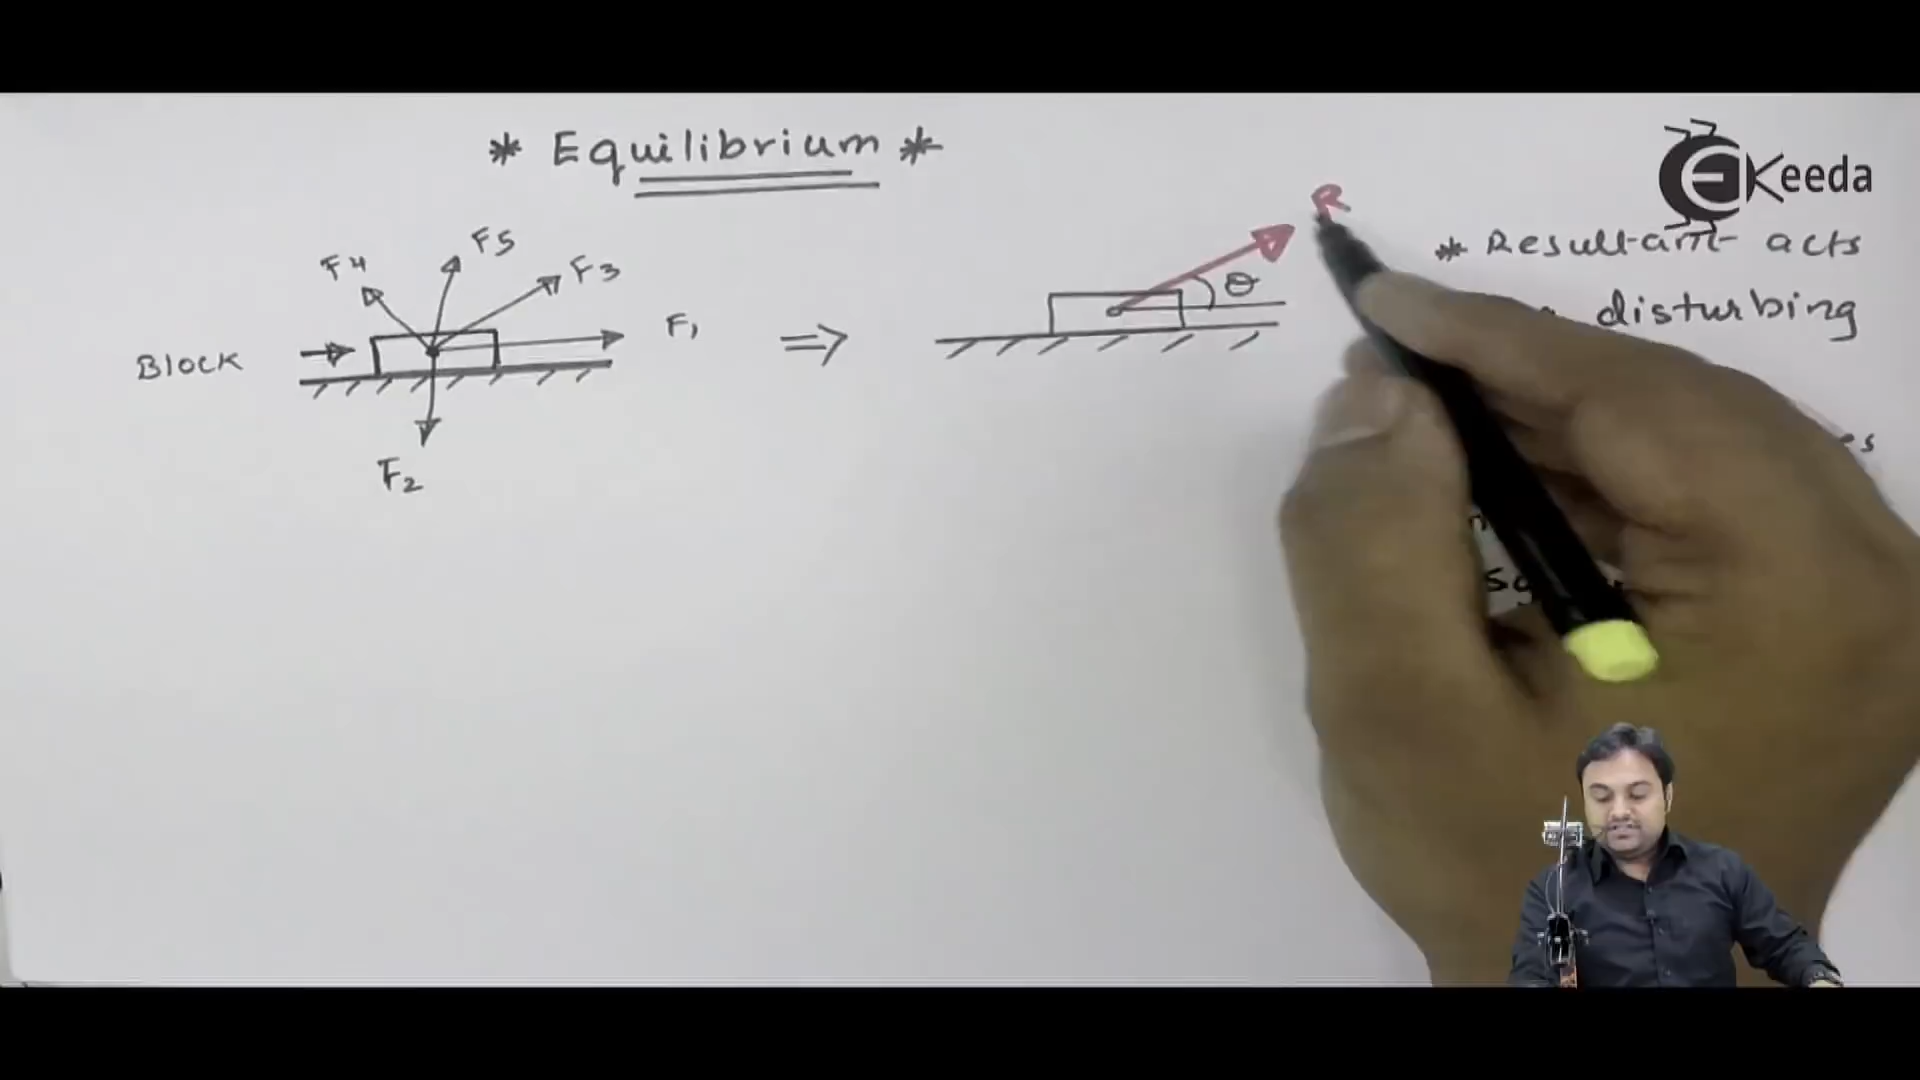 * Equilibrium *
EKeeda
R
F5
F4
F3
θ
* Resultant acts
disturbing
F1
Block
⇒
F2